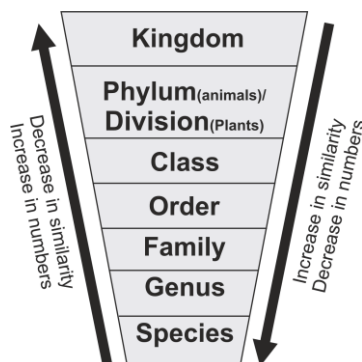 Kingdom
Phylum(animals)/
Division(Plants)
Class
Order
Family
Genus
Species
Decrease in similarity
Increase in numbers
Increase in similarity
Decrease in numbers